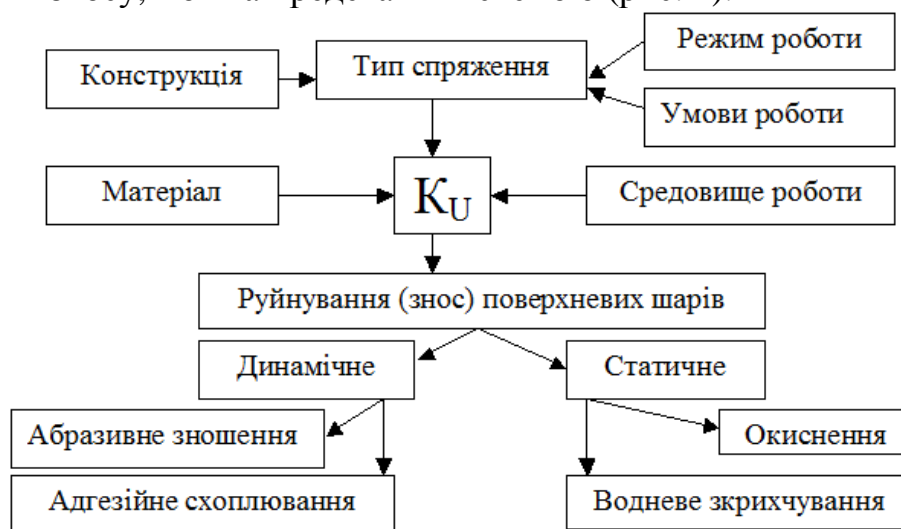 Режим роботи
Конструкція
Тип спряження
Умови роботи
Матеріал
K_U
Средовище роботи
Руйнування (знос) поверхневих шарів
Динамічне
Статичне
Абразивне зношення
Окиснення
Адгезійне схоплювання
Водневе зкрихчування